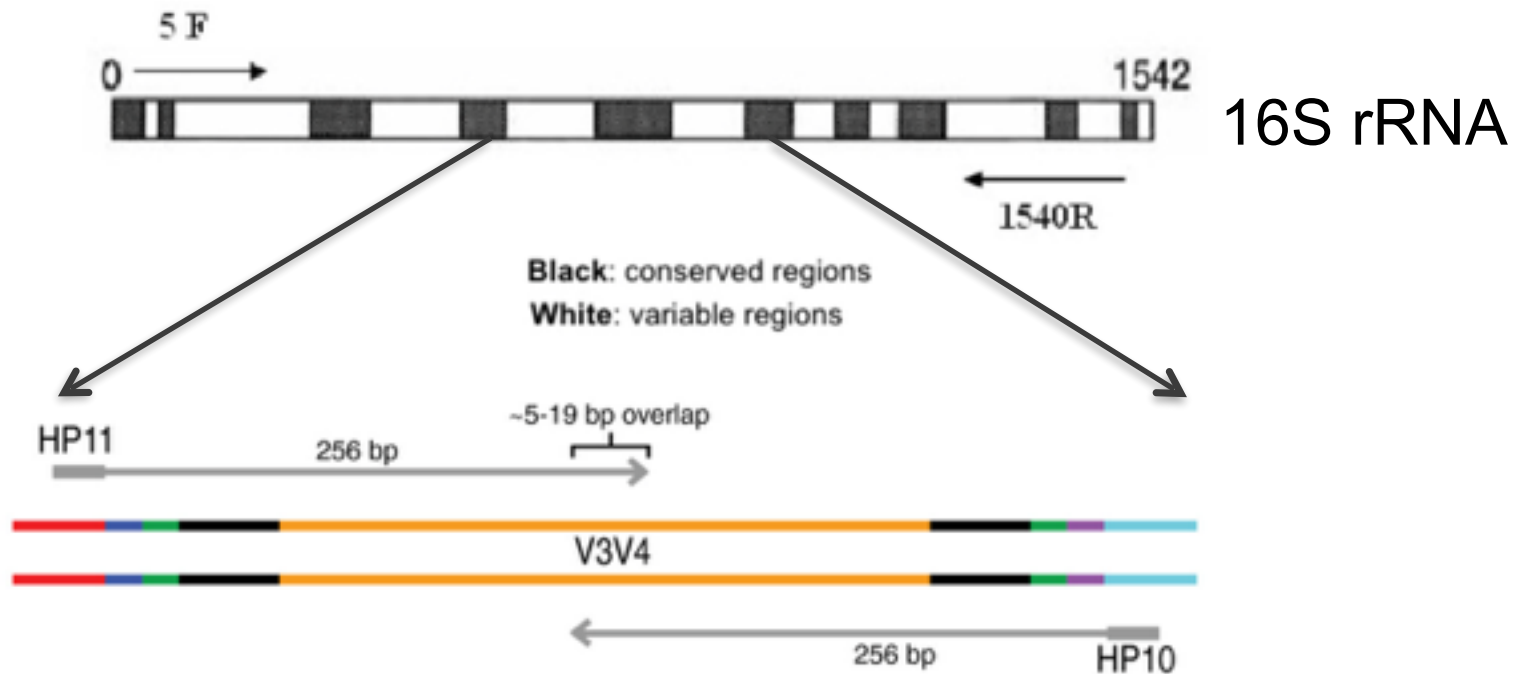 5 F
0
1542
16S rRNA
1540R
Black: conserved regions
White: variable regions
~5-19 bp overlap
HP11
256 bp
V3V4
256 bp
HP10